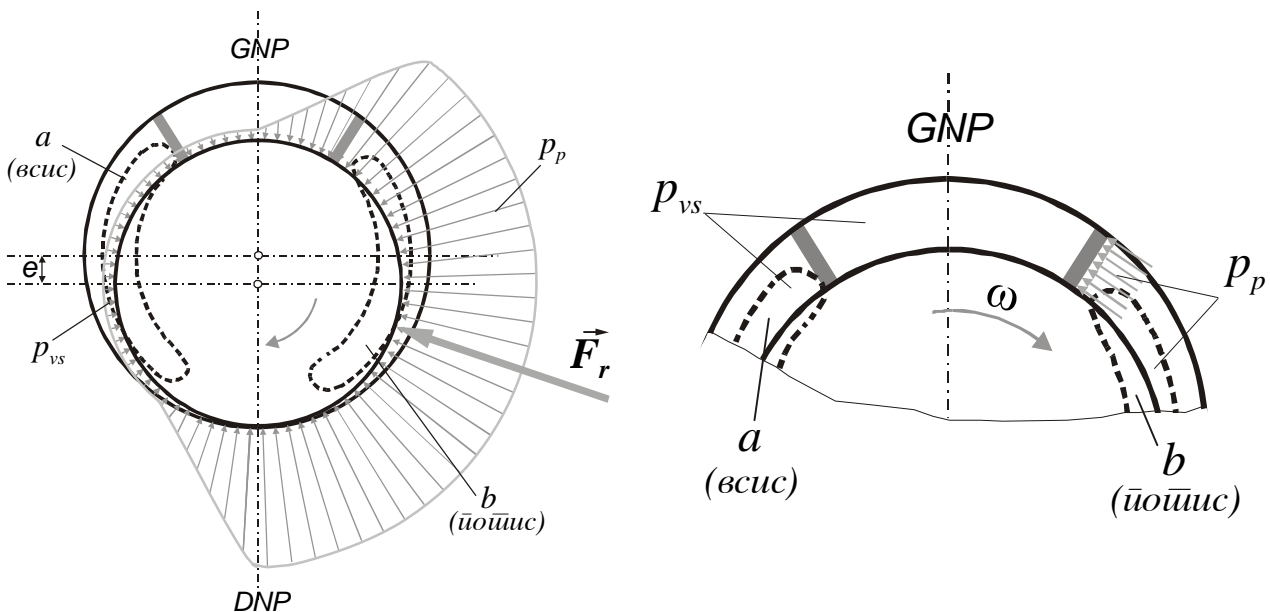 GNP
a
(всис)
p_p
e
p_vs
F_r
b
(потис)
DNP
GNP
p_vs
ω
p_p
a
(всис)
b
(потис)